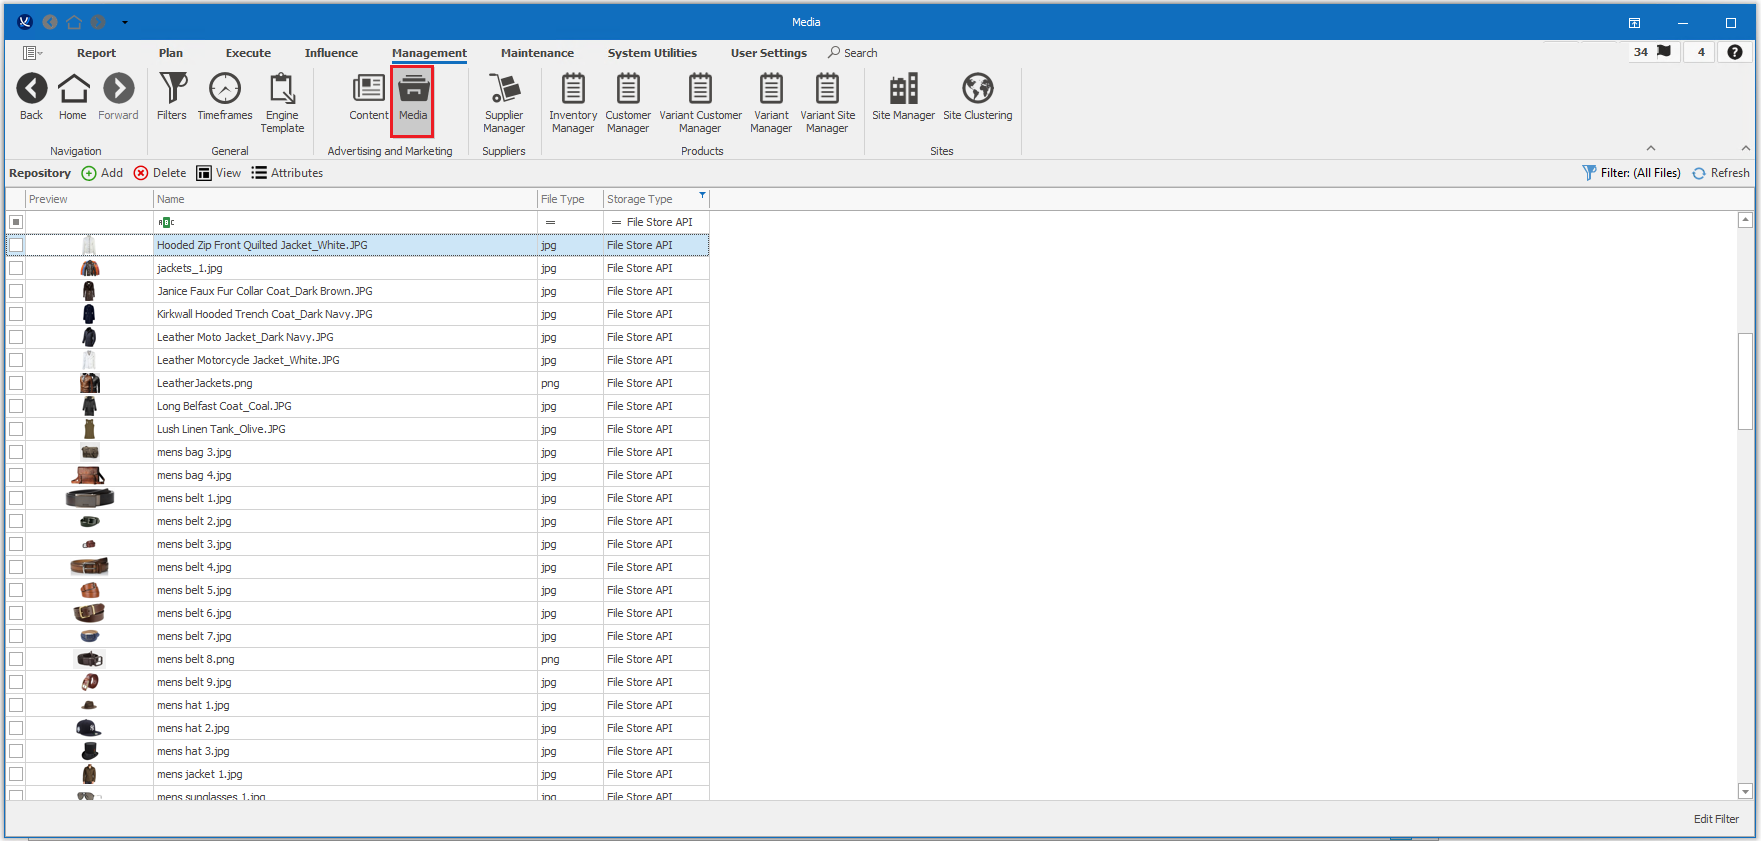 Media
Report Plan Execute Influence Management Maintenance System Utilities User Settings Search 34 4 ?
Back Home Forward Filters Timeframes Engine Template Content Media Supplier Manager Inventory Manager Customer Manager Variant Customer Manager Variant Manager Variant Site Manager Site Manager Site Clustering
Navigation General Advertising and Marketing Suppliers Products Sites
Repository Add Delete View Attributes Filter: (All Files) Refresh
Preview Name File Type Storage Type
ABC = = File Store API
Hooded Zip Front Quilted Jacket_White.JPG jpg File Store API
jackets_1.jpg jpg File Store API
Janice Faux Fur Collar Coat_Dark Brown.JPG jpg File Store API
Kirkwall Hooded Trench Coat_Dark Navy.JPG jpg File Store API
Leather Moto Jacket_Dark Navy.JPG jpg File Store API
Leather Motorcycle Jacket_White.JPG jpg File Store API
LeatherJackets.png png File Store API
Long Belfast Coat_Coal.JPG jpg File Store API
Lush Linen Tank_Olive.JPG jpg File Store API
mens bag 3.jpg jpg File Store API
mens bag 4.jpg jpg File Store API
mens belt 1.jpg jpg File Store API
mens belt 2.jpg jpg File Store API
mens belt 3.jpg jpg File Store API
mens belt 4.jpg jpg File Store API
mens belt 5.jpg jpg File Store API
mens belt 6.jpg jpg File Store API
mens belt 7.jpg jpg File Store API
mens belt 8.png png File Store API
mens belt 9.jpg jpg File Store API
mens hat 1.jpg jpg File Store API
mens hat 2.jpg jpg File Store API
mens hat 3.jpg jpg File Store API
mens jacket 1.jpg jpg File Store API
mens sunglasses 1.jpg jpg File Store API
Edit Filter